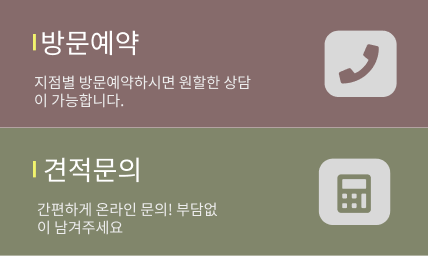 방문예약
지점별 방문예약하시면 원할한 상담
이 가능합니다.
견적문의
간편하게 온라인 문의! 부담없
이 남겨주세요